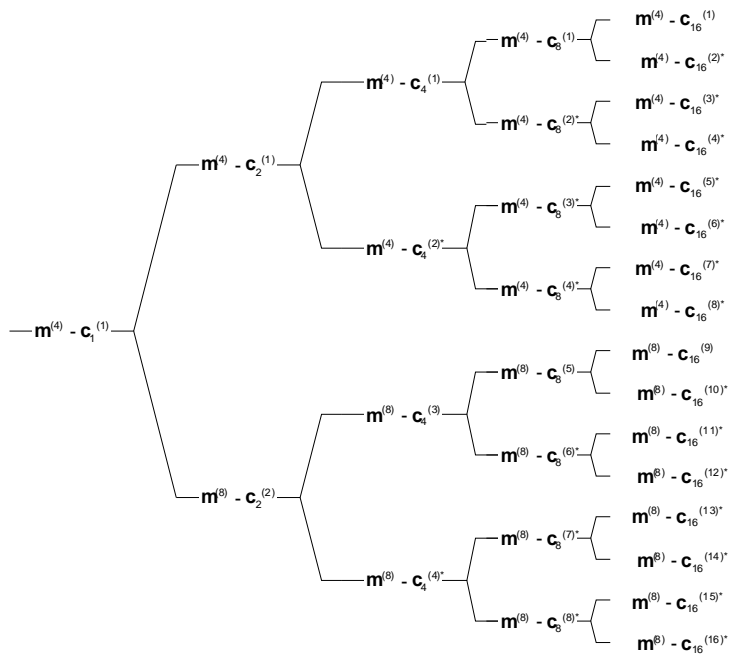 m⁽⁴⁾ - c₁₆⁽¹⁾
m⁽⁴⁾ - c₈⁽¹⁾
m⁽⁴⁾ - c₁₆⁽²⁾*
m⁽⁴⁾ - c₄⁽¹⁾
m⁽⁴⁾ - c₁₆⁽³⁾*
m⁽⁴⁾ - c₈⁽²⁾*
m⁽⁴⁾ - c₁₆⁽⁴⁾*
m⁽⁴⁾ - c₂⁽¹⁾
m⁽⁴⁾ - c₁₆⁽⁵⁾*
m⁽⁴⁾ - c₈⁽³⁾*
m⁽⁴⁾ - c₁₆⁽⁶⁾*
m⁽⁴⁾ - c₄⁽²⁾*
m⁽⁴⁾ - c₁₆⁽⁷⁾*
m⁽⁴⁾ - c₈⁽⁴⁾*
m⁽⁴⁾ - c₁₆⁽⁸⁾*
m⁽⁴⁾ - c₁⁽¹⁾
m⁽⁸⁾ - c₁₆⁽⁹⁾
m⁽⁸⁾ - c₈⁽⁵⁾
m⁽⁸⁾ - c₁₆⁽¹⁰⁾*
m⁽⁸⁾ - c₄⁽³⁾
m⁽⁸⁾ - c₁₆⁽¹¹⁾*
m⁽⁸⁾ - c₈⁽⁶⁾*
m⁽⁸⁾ - c₁₆⁽¹²⁾*
m⁽⁸⁾ - c₂⁽²⁾
m⁽⁸⁾ - c₁₆⁽¹³⁾*
m⁽⁸⁾ - c₈⁽⁷⁾*
m⁽⁸⁾ - c₁₆⁽¹⁴⁾*
m⁽⁸⁾ - c₄⁽⁴⁾*
m⁽⁸⁾ - c₁₆⁽¹⁵⁾*
m⁽⁸⁾ - c₈⁽⁸⁾*
m⁽⁸⁾ - c₁₆⁽¹⁶⁾*